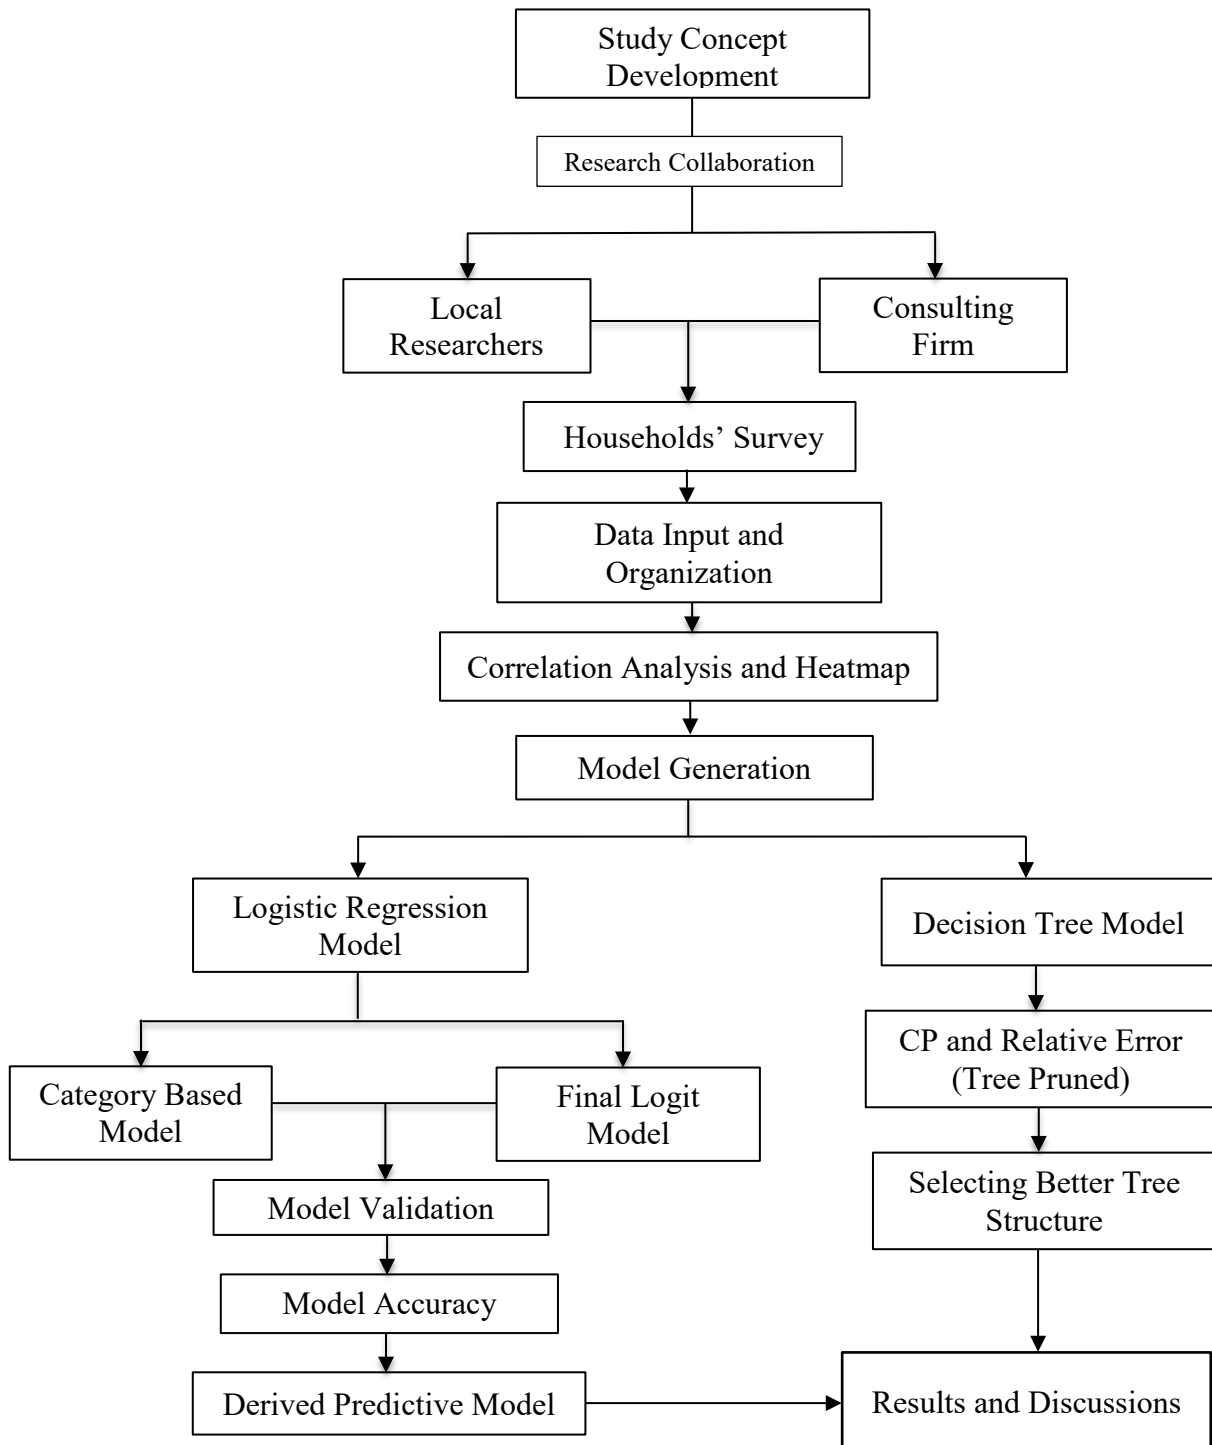 Study Concept
Development
Research Collaboration
Local
Researchers
Consulting
Firm
Households’ Survey
Data Input and
Organization
Correlation Analysis and Heatmap
Model Generation
Logistic Regression
Model
Decision Tree Model
CP and Relative Error
(Tree Pruned)
Category Based
Model
Final Logit
Model
Selecting Better Tree
Structure
Model Validation
Model Accuracy
Derived Predictive Model
Results and Discussions